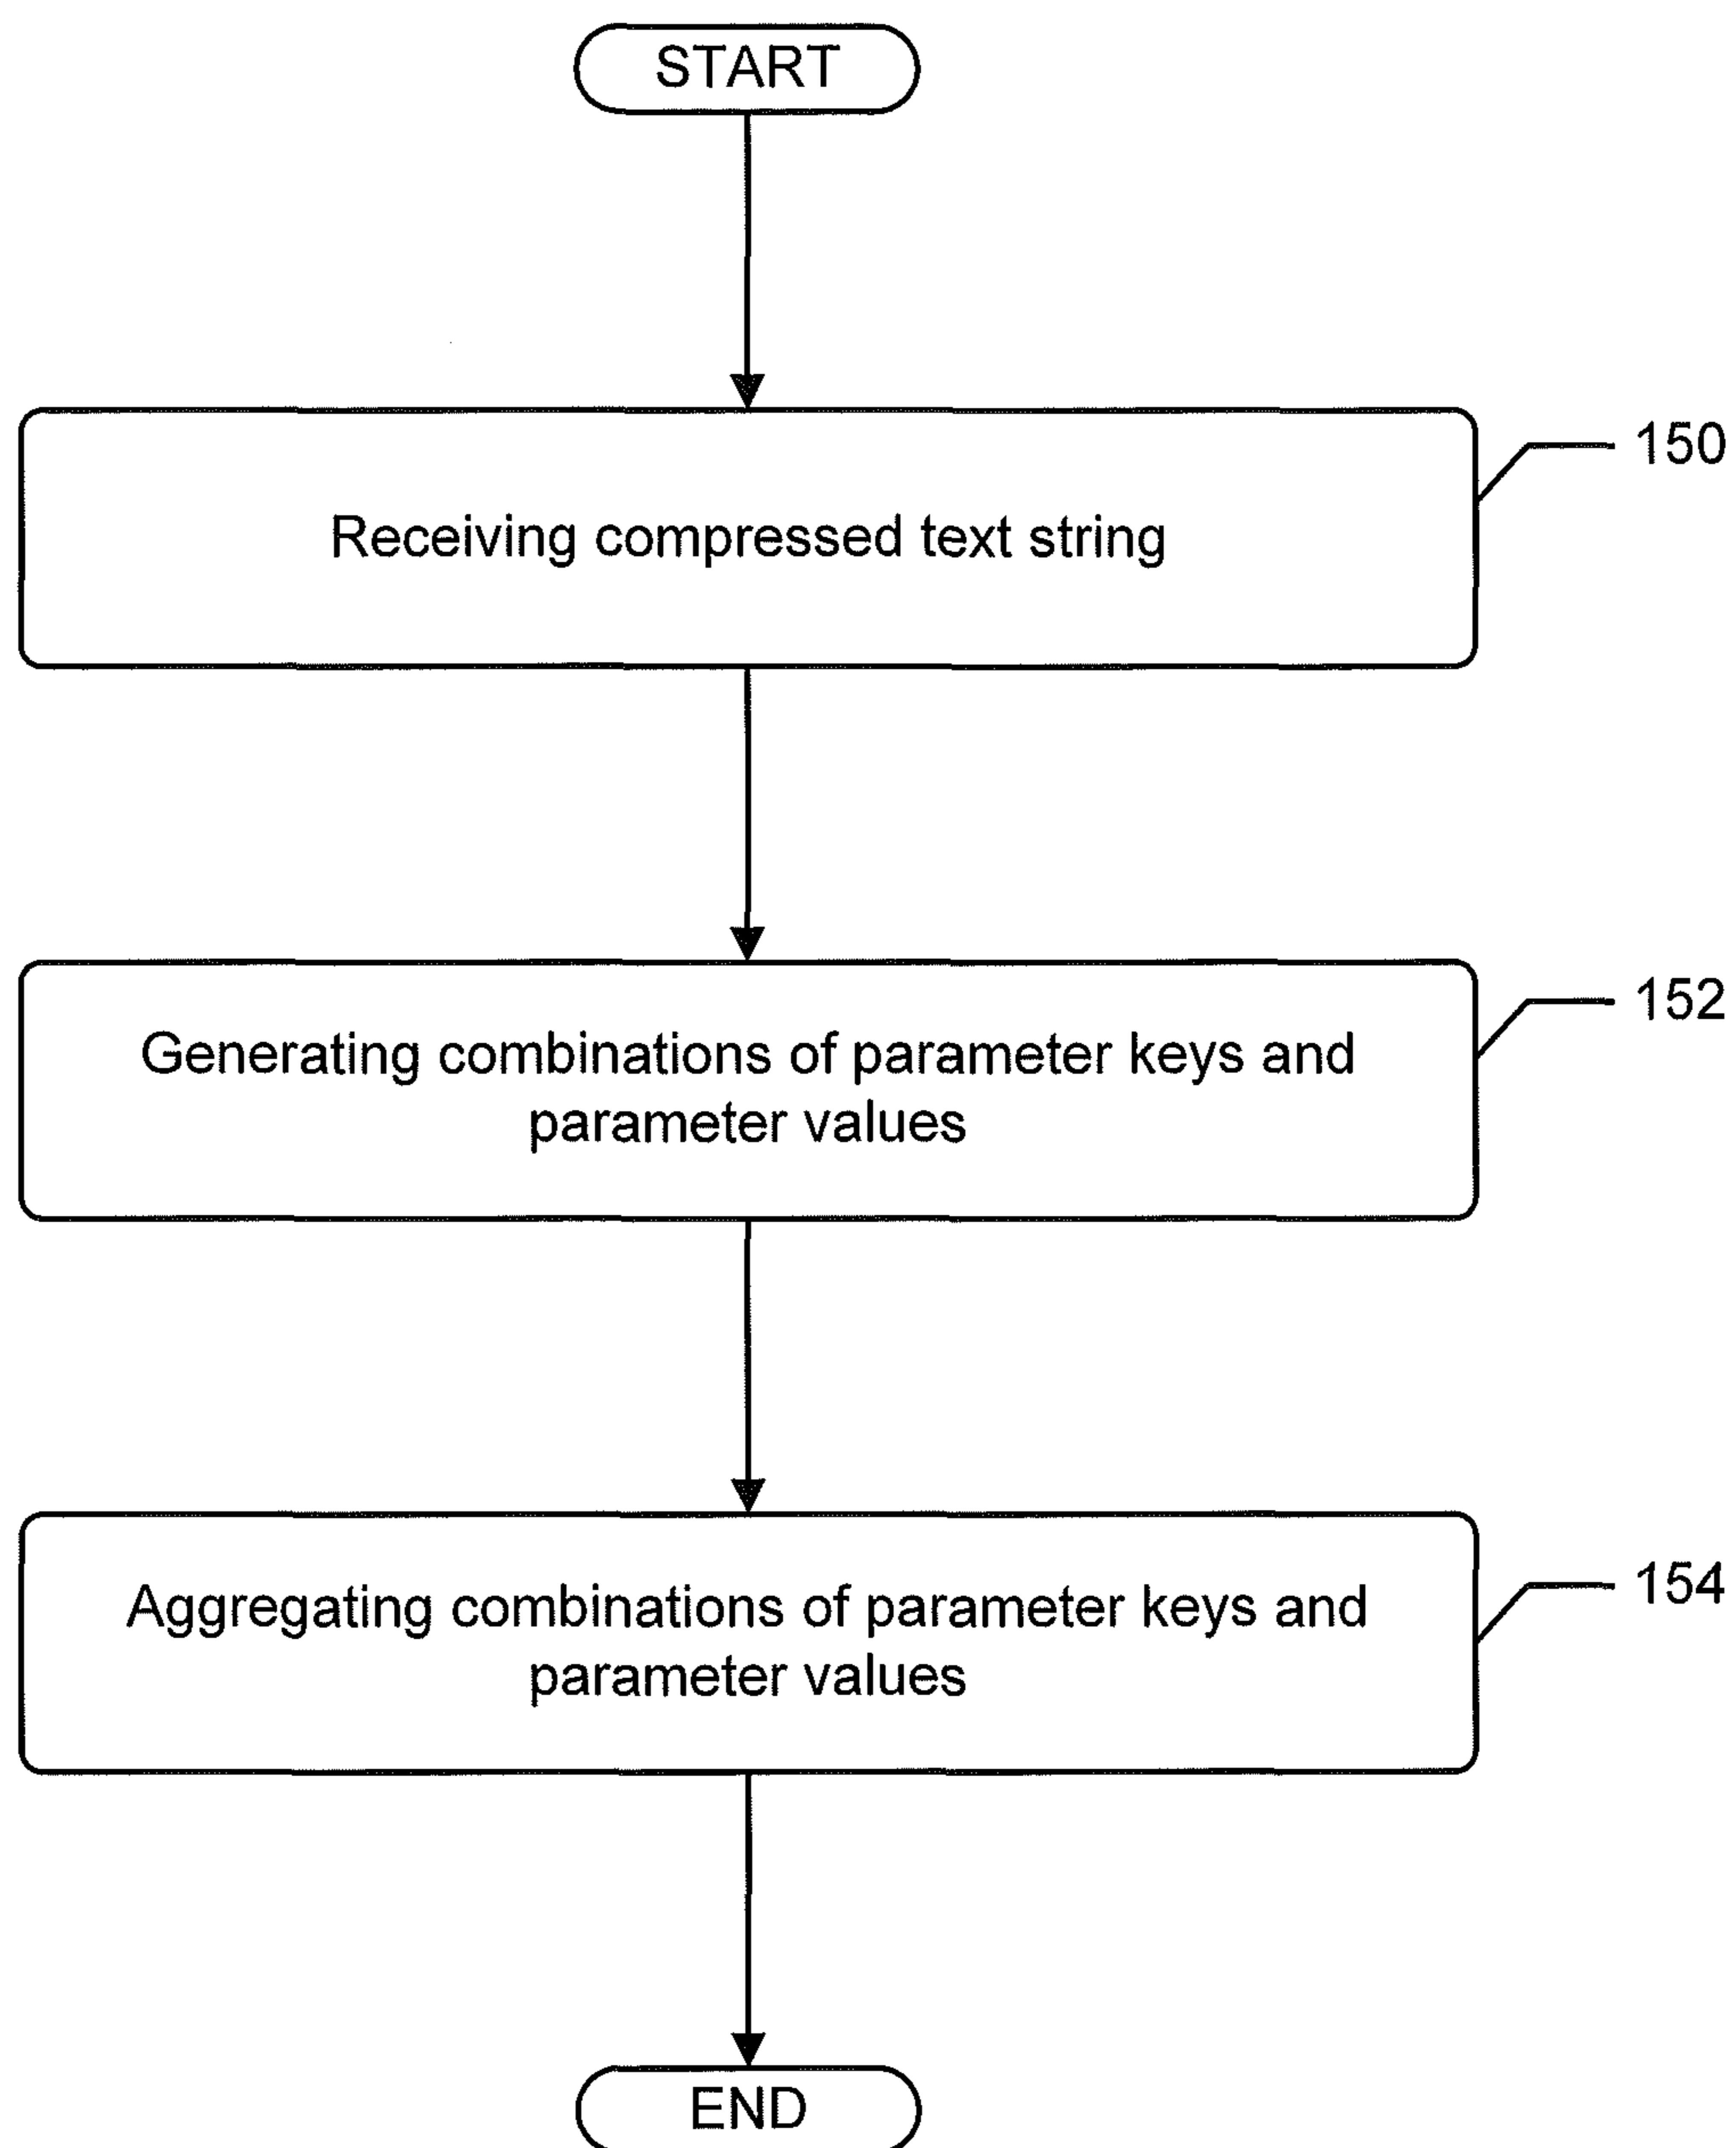 START
150
Receiving compressed text string
152
Generating combinations of parameter keys and
parameter values
154
Aggregating combinations of parameter keys and
parameter values
END